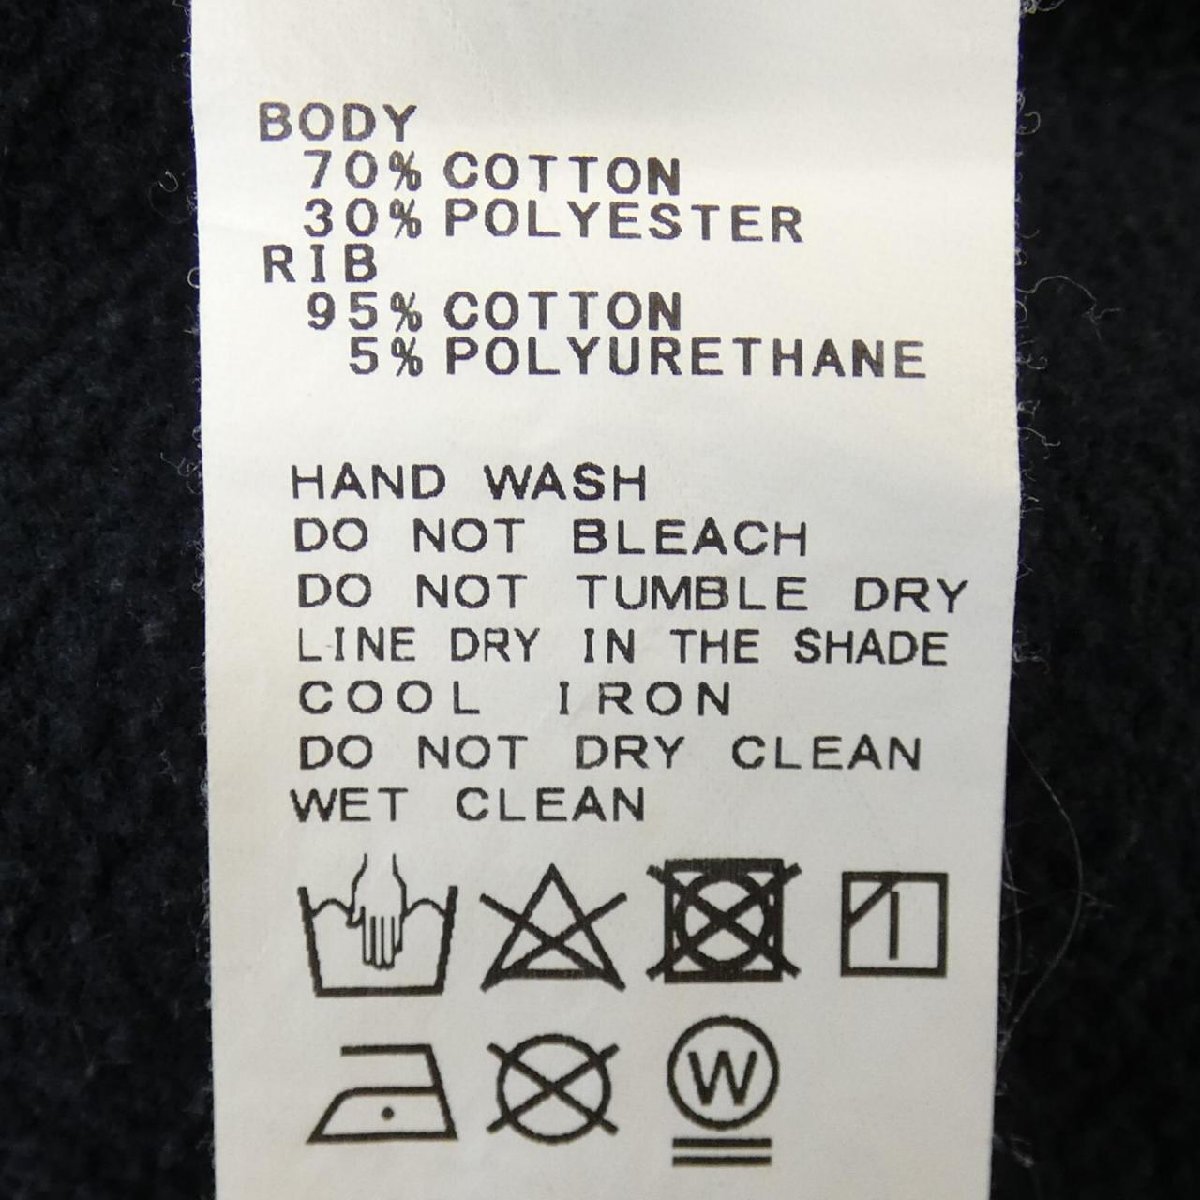 BODY
70% COTTON
30% POLYESTER
RIB
95% COTTON
5% POLYURETHANE
HAND WASH
DO NOT BLEACH
DO NOT TUMBLE DRY
LINE DRY IN THE SHADE
COOL IRON
DO NOT DRY CLEAN
WET CLEAN
W